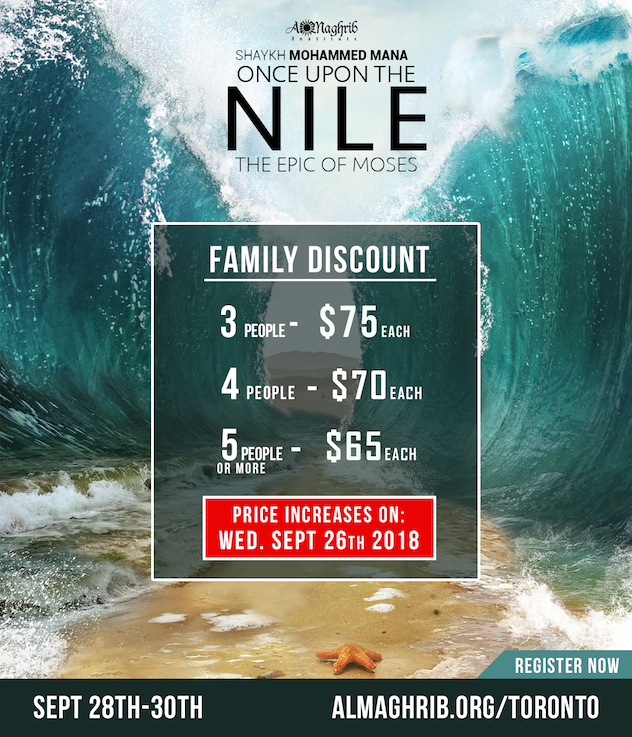 AlMaghrib
Institute
SHAYKH MOHAMMED MANA
ONCE UPON THE
NILE
THE EPIC OF MOSES
FAMILY DISCOUNT
3 PEOPLE - $75 EACH
4 PEOPLE - $70 EACH
5 PEOPLE - $65 EACH
OR MORE
PRICE INCREASES ON:
WED. SEPT 26TH 2018
REGISTER NOW
SEPT 28TH-30TH
ALMAGHRIB.ORG/TORONTO